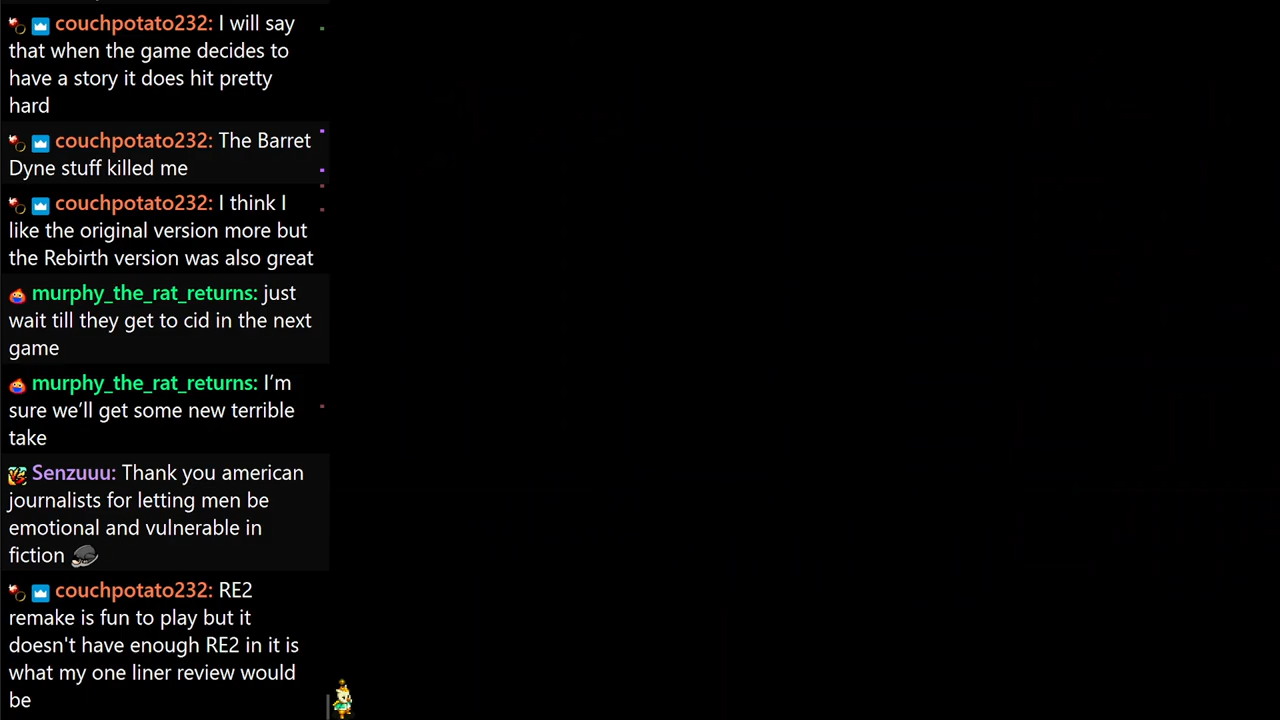 couchpotato232: I will say
that when the game decides to
have a story it does hit pretty
hard
couchpotato232: The Barret
Dyne stuff killed me
couchpotato232: I think I
like the original version more but
the Rebirth version was also great
murphy_the_rat_returns: just
wait till they get to cid in the next
game
murphy_the_rat_returns: I’m
sure we’ll get some new terrible
take
Senzuuu: Thank you american
journalists for letting men be
emotional and vulnerable in
fiction
couchpotato232: RE2
remake is fun to play but it
doesn't have enough RE2 in it is
what my one liner review would
be